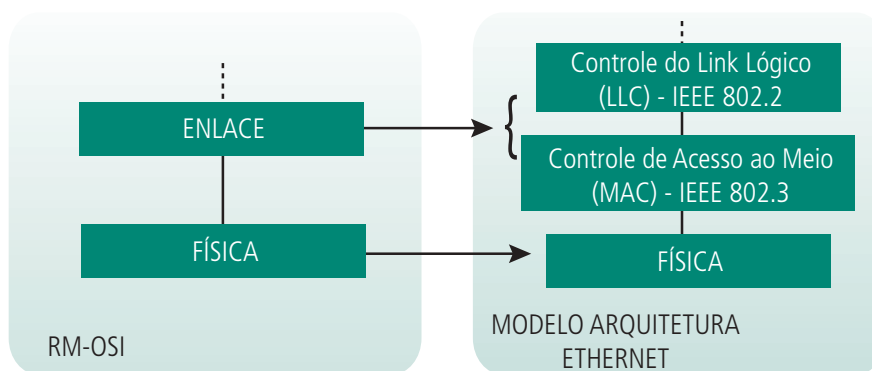 ENLACE
FÍSICA
RM-OSI
Controle do Link Lógico
(LLC) - IEEE 802.2
Controle de Acesso ao Meio
(MAC) - IEEE 802.3
FÍSICA
MODELO ARQUITETURA
ETHERNET